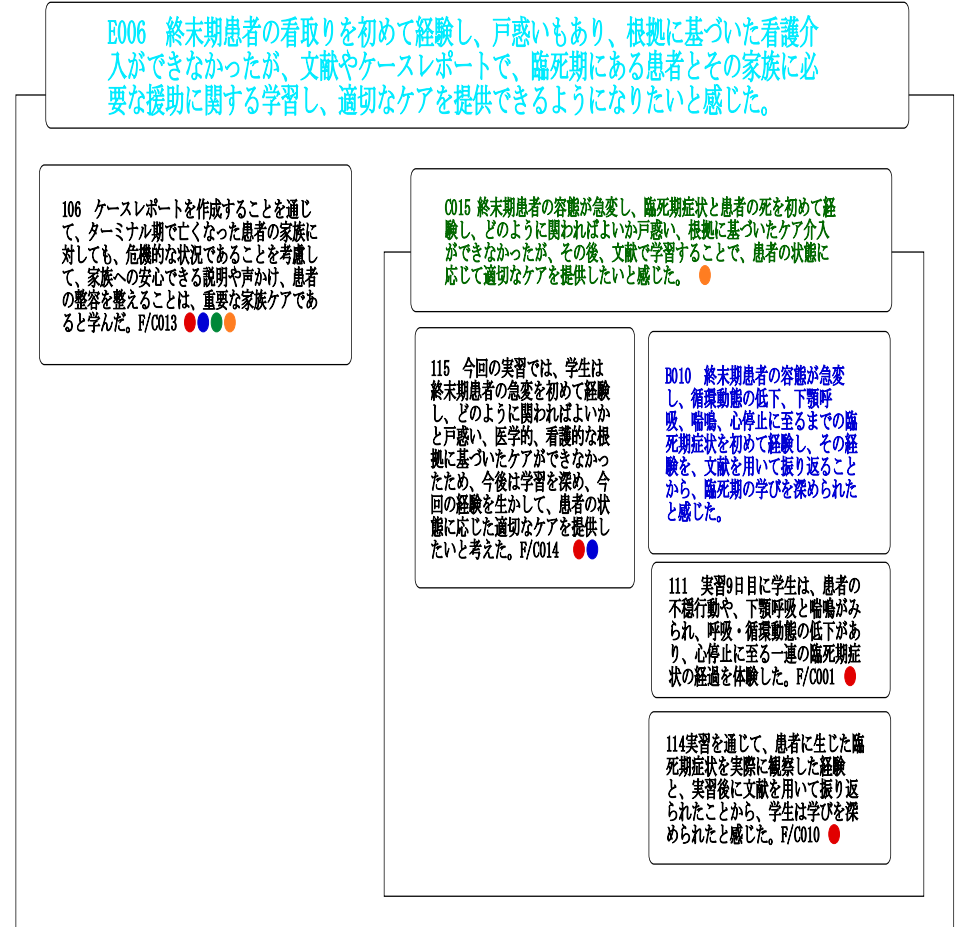 E006　終末期患者の看取りを初めて経験し、戸惑いもあり、根拠に基づいた看護介
入ができなかったが、文献やケースレポートで、臨死期にある患者とその家族に必
要な援助に関する学習し、適切なケアを提供できるようになりたいと感じた。
106　ケースレポートを作成することを通じ
て、ターミナル期で亡くなった患者の家族に
対しても、危機的な状況であることを考慮し
て、家族への安心できる説明や声かけ、患者
の整容を整えることは、重要な家族ケアであ
ると学んだ。F/C013
C015 終末期患者の容態が急変し、臨死期症状と患者の死を初めて経
験し、どのように関わればよいか戸惑い、根拠に基づいたケア介入
ができなかったが、その後、文献で学習することで、患者の状態に
応じて適切なケアを提供したいと感じた。
115　今回の実習では、学生は
終末期患者の急変を初めて経験
し、どのように関わればよいか
と戸惑い、医学的、看護的な根
拠に基づいたケアができなかっ
たため、今後は学習を深め、今
回の経験を生かして、患者の状
態に応じた適切なケアを提供し
たいと考えた。F/C014
B010　終末期患者の容態が急変
し、循環動態の低下、下顎呼
吸、喘鳴、心停止に至るまでの臨
死期症状を初めて経験し、その経
験を、文献を用いて振り返ること
から、臨死期の学びを深められた
と感じた。
111　実習9日目に学生は、患者の
不穏行動や、下顎呼吸と喘鳴がみ
られ、呼吸・循環動態の低下があ
り、心停止に至る一連の臨死期症
状の経過を体験した。F/C001
114実習を通じて、患者に生じた臨
死期症状を実際に観察した経験
と、実習後に文献を用いて振り返
られたことから、学生は学びを深
められたと感じた。F/C010